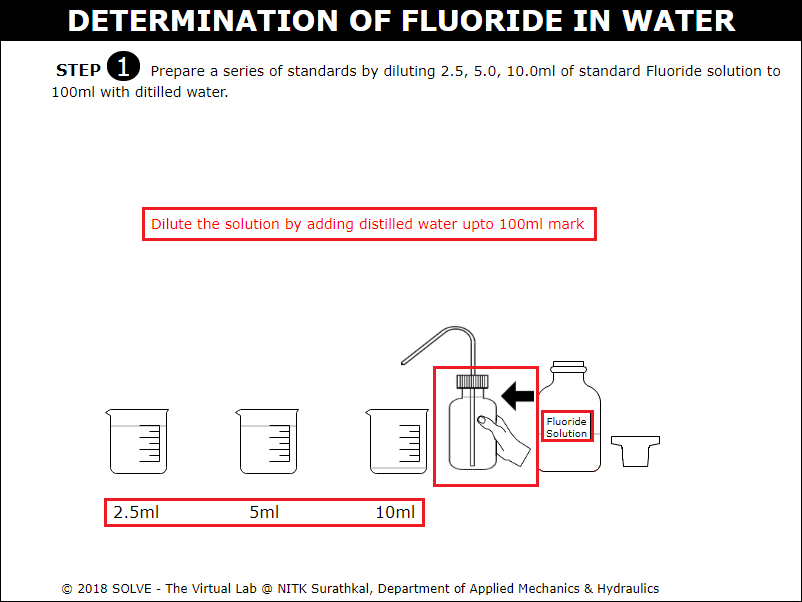 DETERMINATION OF FLUORIDE IN WATER
STEP 1 Prepare a series of standards by diluting 2.5, 5.0, 10.0ml of standard Fluoride solution to
100ml with ditilled water.
Dilute the solution by adding distilled water upto 100ml mark
Fluoride
Solution
2.5ml 5ml 10ml
© 2018 SOLVE - The Virtual Lab @ NITK Surathkal, Department of Applied Mechanics & Hydraulics